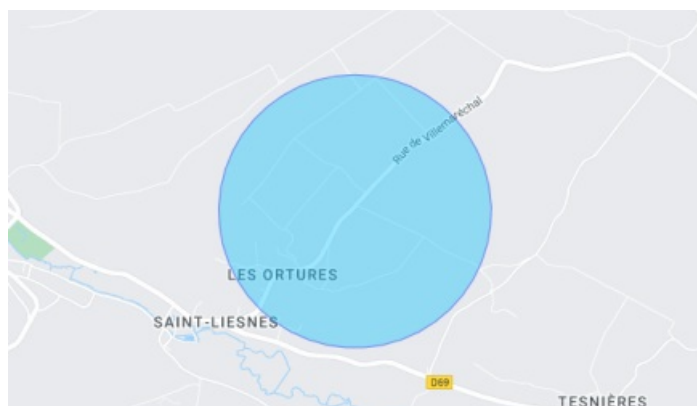 Rue de Villemaréchal
LES ORTURES
SAINT-LIESNES
D69
TESNIÈRES